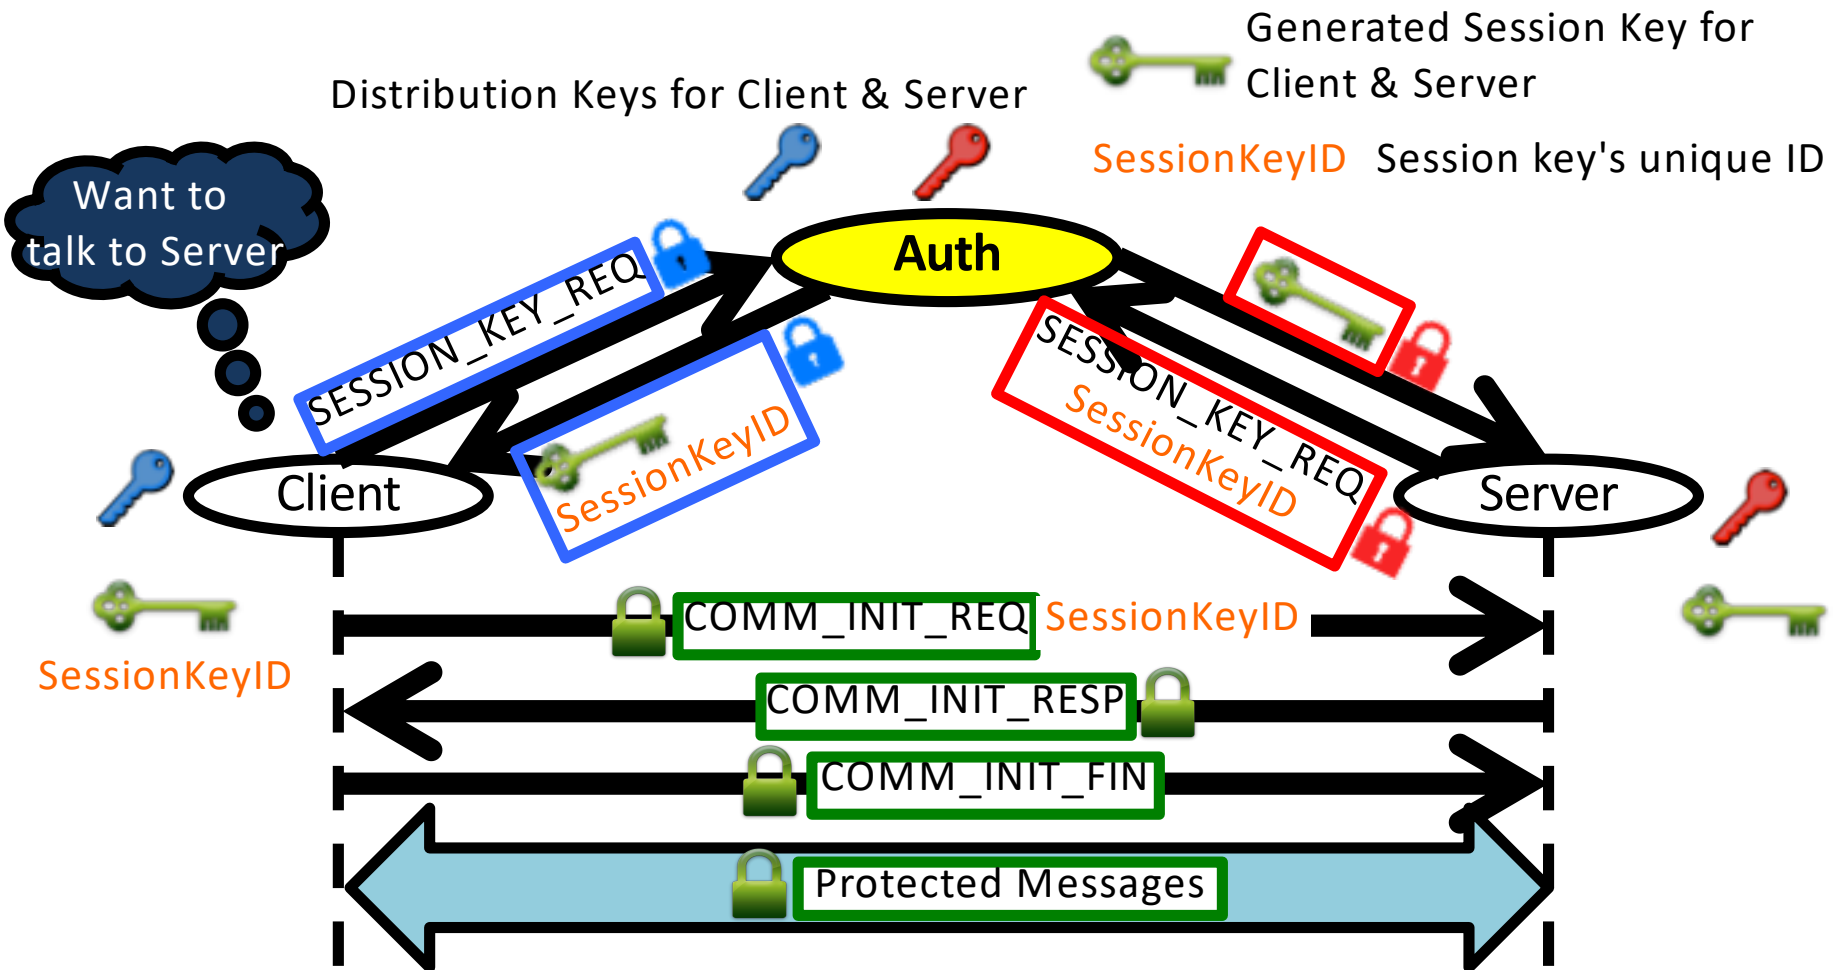 Generated Session Key for
Client & Server
Distribution Keys for Client & Server
SessionKeyID Session key's unique ID
Want to
talk to Server
Auth
SESSION_KEY_REQ
SessionKeyID
SESSION_KEY_REQ
SessionKeyID
Client
Server
SessionKeyID
COMM_INIT_REQ SessionKeyID
COMM_INIT_RESP
COMM_INIT_FIN
Protected Messages